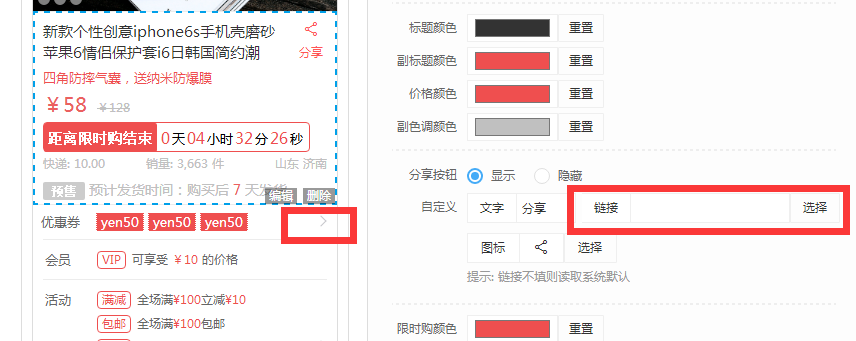 新款个性创意iphone6s手机壳磨砂
苹果6情侣保护套i6日韩国简约潮
分享
四角防摔气囊，送纳米防爆膜
￥58 ￥128
距离限时购结束 0天04小时32分26秒
快递: 10.00 销量: 3,663 件 山东 济南
预售 预计发货时间：购买后 7 天发货
编辑 删除
优惠券 yen50 yen50 yen50
会员 VIP 可享受 ￥10 的价格
活动 满减 全场满¥100立减¥10
包邮 全场满¥100包邮
标题颜色 重置
副标题颜色 重置
价格颜色 重置
副色调颜色 重置
分享按钮 显示 隐藏
自定义 文字 分享 链接 选择
图标 选择
提示: 链接不填则读取系统默认
限时购颜色 重置